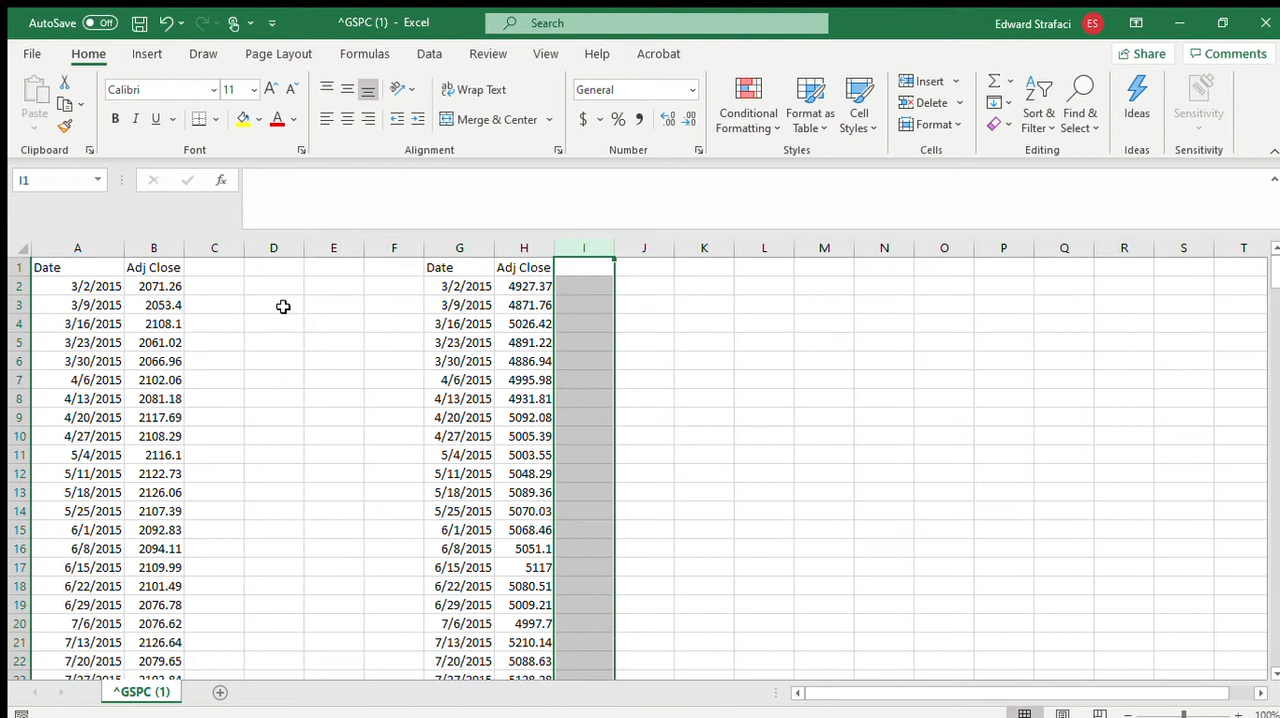 AutoSave Off ^GSPC (1) - Excel Search Edward Strafaci ES
File Home Insert Draw Page Layout Formulas Data Review View Help Acrobat Share Comments
Paste Calibri 11 Wrap Text General Conditional Formatting Format as Table Cell Styles Insert Sort & Filter Find & Select Ideas Sensitivity
B I U Merge & Center $ % Delete
Format
Clipboard Font Alignment Number Styles Cells Editing Ideas Sensitivity
I1 fx
A B C D E F G H I J K L M N O P Q R S T
1 Date Adj Close Date Adj Close
2 3/2/2015 2071.26 3/2/2015 4927.37
3 3/9/2015 2053.4 3/9/2015 4871.76
4 3/16/2015 2108.1 3/16/2015 5026.42
5 3/23/2015 2061.02 3/23/2015 4891.22
6 3/30/2015 2066.96 3/30/2015 4886.94
7 4/6/2015 2102.06 4/6/2015 4995.98
8 4/13/2015 2081.18 4/13/2015 4931.81
9 4/20/2015 2117.69 4/20/2015 5092.08
10 4/27/2015 2108.29 4/27/2015 5005.39
11 5/4/2015 2116.1 5/4/2015 5003.55
12 5/11/2015 2122.73 5/11/2015 5048.29
13 5/18/2015 2126.06 5/18/2015 5089.36
14 5/25/2015 2107.39 5/25/2015 5070.03
15 6/1/2015 2092.83 6/1/2015 5068.46
16 6/8/2015 2094.11 6/8/2015 5051.1
17 6/15/2015 2109.99 6/15/2015 5117
18 6/22/2015 2101.49 6/22/2015 5080.51
19 6/29/2015 2076.78 6/29/2015 5009.21
20 7/6/2015 2076.62 7/6/2015 4997.7
21 7/13/2015 2126.64 7/13/2015 5210.14
22 7/20/2015 2079.65 7/20/2015 5088.63
^GSPC (1)
100%